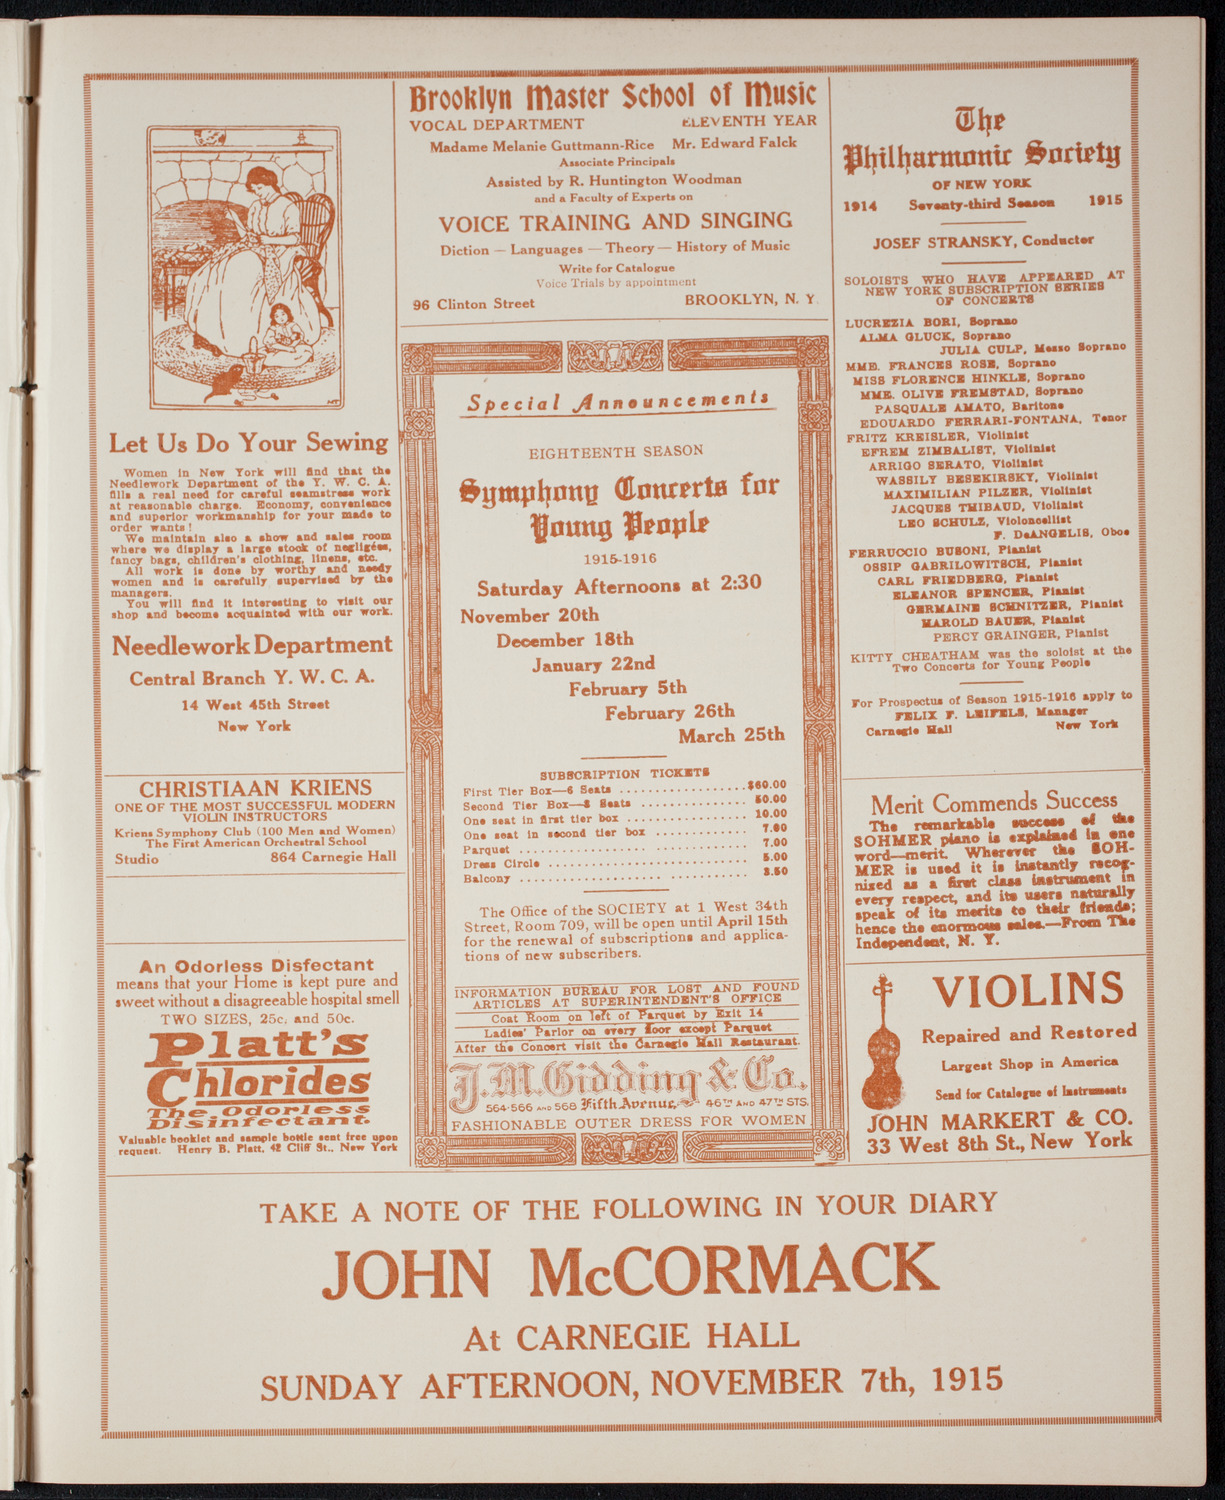 Let Us Do Your Sewing
Women in New York will find that the
Needlework Department of the Y. W. C. A.
fills a real need for careful seamstress work
at reasonable charge. Economy, convenience
and superior workmanship for your made to
order wants!
We maintain also a show and sales room
where we display a large stock of negligées,
fancy bags, children's clothing, linens, etc.
All work is done by worthy and needy
women and is carefully supervised by the
managers.
You will find it interesting to visit our
shop and become acquainted with our work.
Needlework Department
Central Branch Y. W. C. A.
14 West 45th Street
New York
CHRISTIAAN KRIENS
ONE OF THE MOST SUCCESSFUL MODERN
VIOLIN INSTRUCTORS
Kriens Symphony Club (100 Men and Women)
The First American Orchestral School
Studio 864 Carnegie Hall
An Odorless Disfectant
means that your Home is kept pure and
sweet without a disagreeable hospital smell
TWO SIZES, 25c, and 50c.
Platt's
Chlorides
The Odorless
Disinfectant.
Valuable booklet and sample bottle sent free upon
request. Henry B. Platt, 42 Cliff St., New York
Brooklyn Master School of Music
VOCAL DEPARTMENT ELEVENTH YEAR
Madame Melanie Guttmann-Rice Mr. Edward Falck
Associate Principals
Assisted by R. Huntington Woodman
and a Faculty of Experts on
VOICE TRAINING AND SINGING
Diction — Languages — Theory — History of Music
Write for Catalogue
Voice Trials by appointment
96 Clinton Street BROOKLYN, N. Y.
Special Announcements
EIGHTEENTH SEASON
Symphony Concerts for
Young People
1915-1916
Saturday Afternoons at 2:30
November 20th
December 18th
January 22nd
February 5th
February 26th
March 25th
SUBSCRIPTION TICKETS
First Tier Box—6 Seats .................. $60.00
Second Tier Box—8 Seats ............... 50.00
One seat in first tier box ................. 10.00
One seat in second tier box ............. 7.00
Parquet .................................... 7.00
Dress Circle ................................ 5.00
Balcony .................... ........... 3.50
The Office of the SOCIETY at 1 West 34th
Street, Room 709, will be open until April 15th
for the renewal of subscriptions and applica-
tions of new subscribers.
INFORMATION BUREAU FOR LOST AND FOUND
ARTICLES AT SUPERINTENDENT'S OFFICE
Coat Room on left of Parquet by Exit 14
Ladies' Parlor on every floor except Parquet
After the Concert visit the Carnegie Hall Restaurant.
J. M. Gidding & Co.
564-566 AND 568 Fifth Avenue, 46TH AND 47TH STS.
FASHIONABLE OUTER DRESS FOR WOMEN
The
Philharmonic Society
OF NEW YORK
1914 Seventy-third Season 1915
JOSEF STRANSKY, Conductor
SOLOISTS WHO HAVE APPEARED AT
NEW YORK SUBSCRIPTION SERIES
OF CONCERTS
LUCREZIA BORI, Soprano
ALMA GLUCK, Soprano
JULIA CULP, Mezzo Soprano
MME. FRANCES ROSE, Soprano
MISS FLORENCE HINKLE, Soprano
MME. OLIVE FREMSTAD, Soprano
PASQUALE AMATO, Baritone
EDOUARDO FERRARI-FONTANA, Tenor
FRITZ KREISLER, Violinist
EFREM ZIMBALIST, Violinist
ARRIGO SERATO, Violinist
WASSILY BESEKIRSKY, Violinist
MAXIMILIAN PILZER, Violinist
JACQUES THIBAUD, Violinist
LEO SCHULZ, Violoncellist
F. DeANGELIS, Oboe
FERRUCCIO BUSONI, Pianist
OSSIP GABRILOWITSCH, Pianist
CARL FRIEDBERG, Pianist
ELEANOR SPENCER, Pianist
GERMAINE SCHNITZER, Pianist
HAROLD BAUER, Pianist
PERCY GRAINGER, Pianist
KITTY CHEATHAM was the soloist at the
Two Concerts for Young People
For Prospectus of Season 1915-1916 apply to
FELIX F. LEIFELS, Manager
Carnegie Hall New York
Merit Commends Success
The remarkable success of the
SOHMER piano is explained in one
word—merit. Wherever the SOH-
MER is used it is instantly recog-
nized as a first class instrument in
every respect, and its users naturally
speak of its merits to their friends;
hence the enormous sales.—From The
Independent, N. Y.
VIOLINS
Repaired and Restored
Largest Shop in America
Send for Catalogue of Instruments
JOHN MARKERT & CO.
33 West 8th St., New York
TAKE A NOTE OF THE FOLLOWING IN YOUR DIARY
JOHN McCORMACK
At CARNEGIE HALL
SUNDAY AFTERNOON, NOVEMBER 7th, 1915